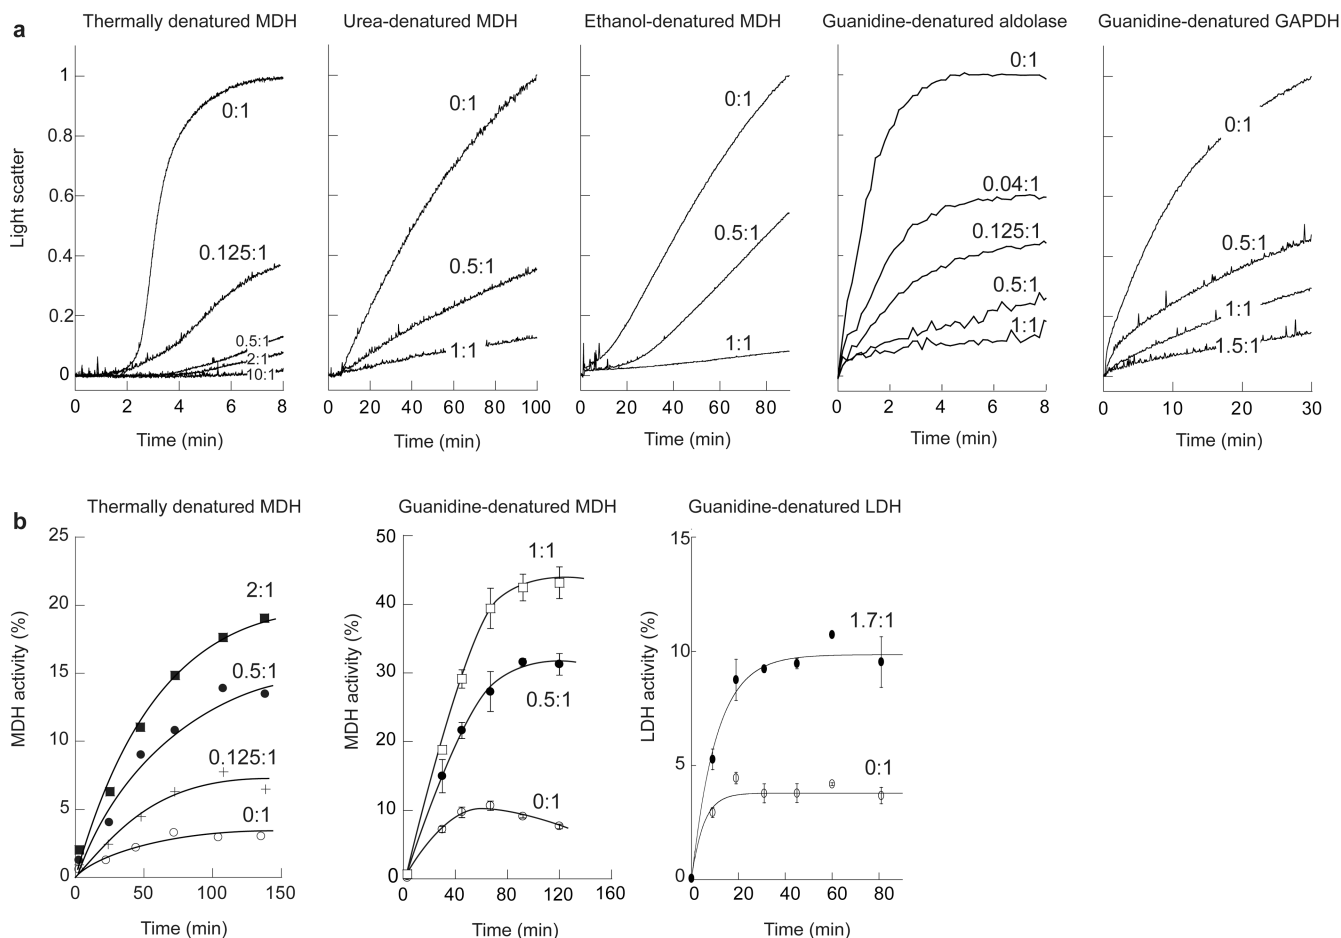 a
Thermally denatured MDH
Urea-denatured MDH
Ethanol-denatured MDH
Guanidine-denatured aldolase
Guanidine-denatured GAPDH
Light scatter
1
0.8
0.6
0.4
0.2
0
0:1
0.125:1
0.5:1
2:1
10:1
0 2 4 6 8
Time (min)
0:1
0.5:1
1:1
0 20 40 60 80 100
Time (min)
0:1
0.5:1
1:1
0 20 40 60 80
Time (min)
0:1
0.04:1
0.125:1
0.5:1
1:1
0 2 4 6 8
Time (min)
0:1
0.5:1
1:1
1.5:1
0 10 20 30
Time (min)
b
Thermally denatured MDH
Guanidine-denatured MDH
Guanidine-denatured LDH
MDH activity (%)
25
20
15
10
5
0
2:1
0.5:1
0.125:1
0:1
0 50 100 150
Time (min)
MDH activity (%)
50
40
30
20
10
0
1:1
0.5:1
0:1
0 40 80 120 160
Time (min)
LDH activity (%)
15
10
5
0
1.7:1
0:1
0 20 40 60 80
Time (min)